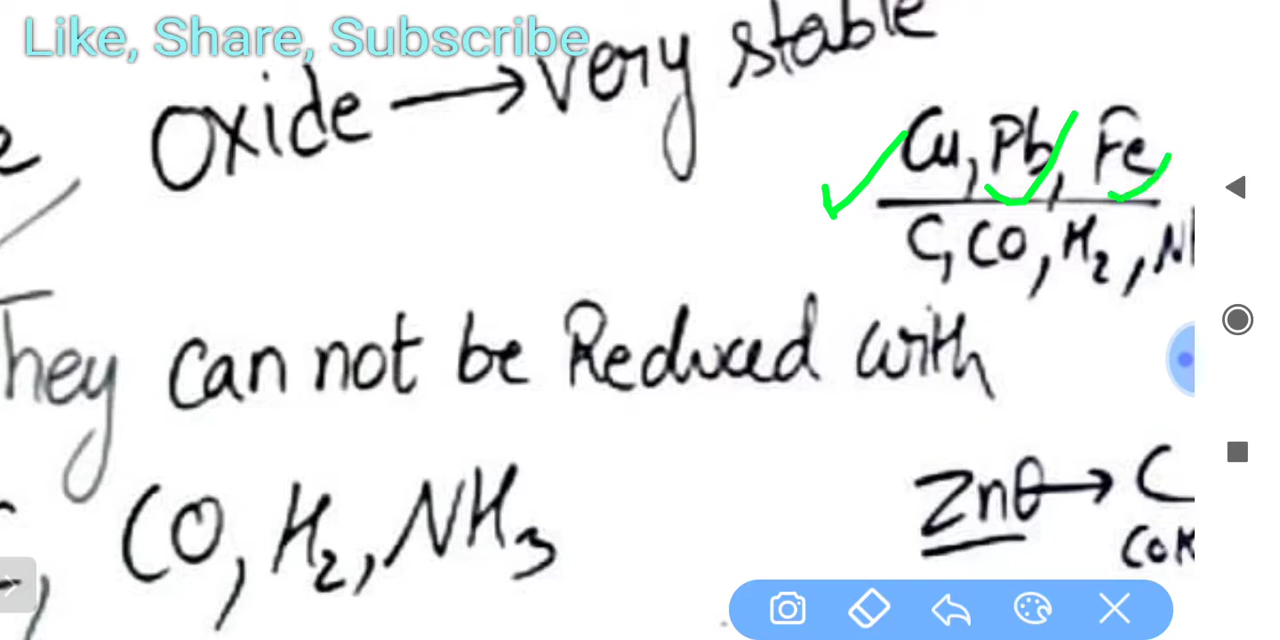 Like, Share, Subscribe
Oxide → very stable
Cu, Pb, Fe
C, CO, H2, N
They can not be Reduced with
CO, H2, NH3
ZnO → C